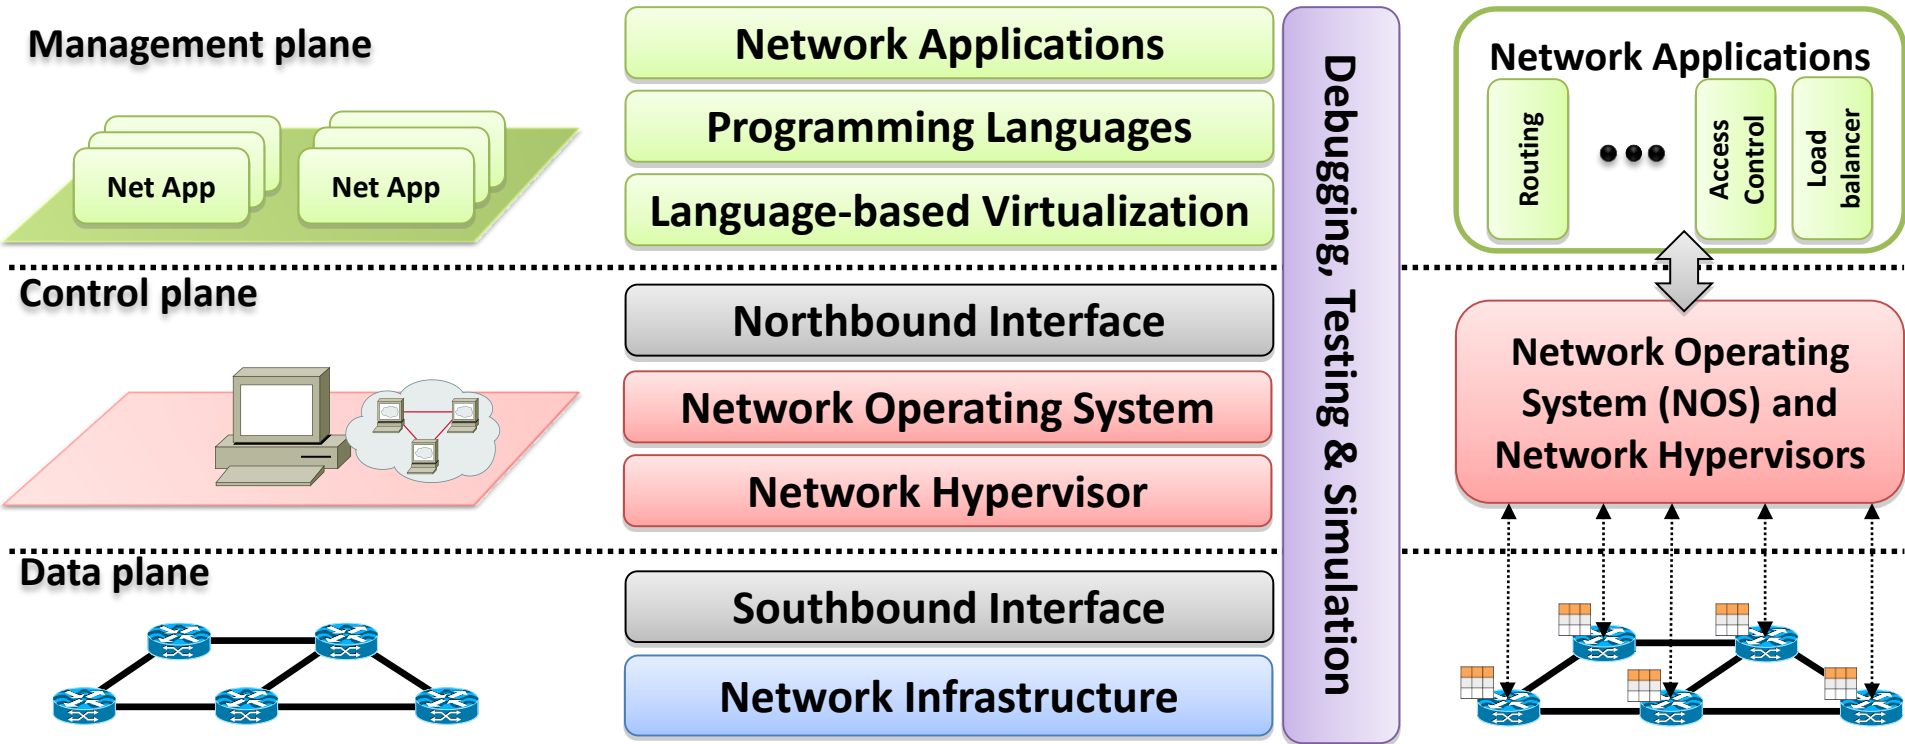 Management plane
Net App
Net App
Control plane
Data plane
Network Applications
Programming Languages
Language-based Virtualization
Northbound Interface
Network Operating System
Network Hypervisor
Southbound Interface
Network Infrastructure
Debugging, Testing & Simulation
Network Applications
Routing
Access
Control
Load
balancer
Network Operating
System (NOS) and
Network Hypervisors